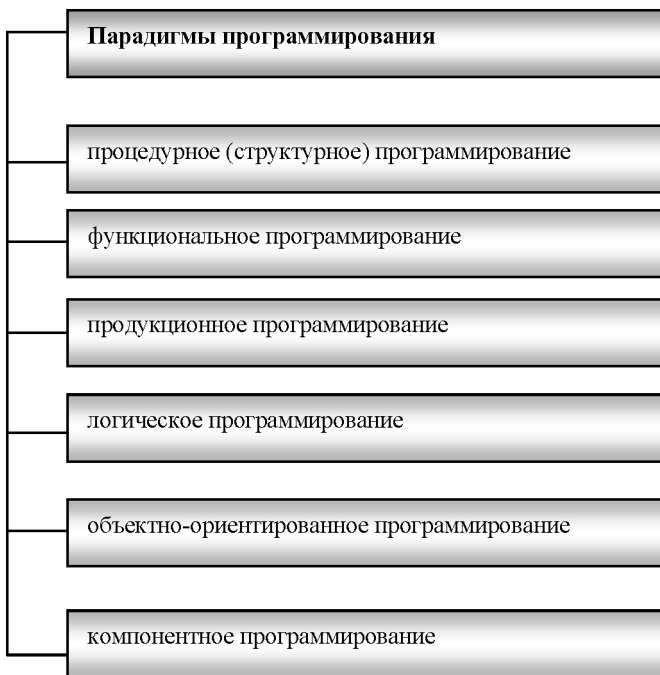 Парадигмы программирования
процедурное (структурное) программирование
функциональное программирование
продукционное программирование
логическое программирование
объектно-ориентированное программирование
компонентное программирование